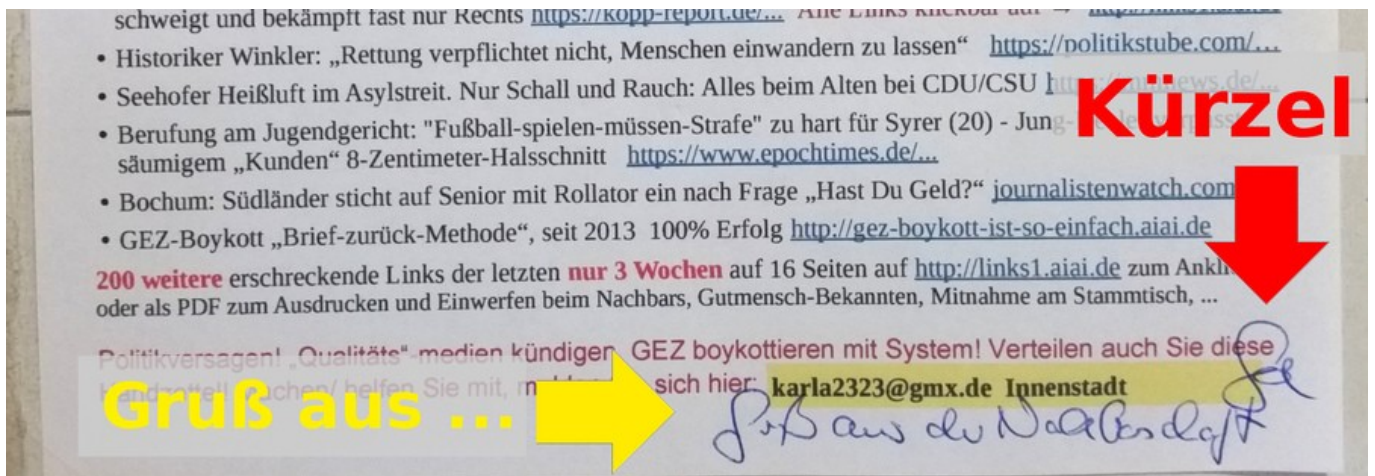 schweigt und bekämpft fast nur Rechts https://kopp-report.de/... Alle Links klickbar auf →
• Historiker Winkler: „Rettung verpflichtet nicht, Menschen einwandern zu lassen“ https://politikstube.com/...
• Seehofer Heißluft im Asylstreit. Nur Schall und Rauch: Alles beim Alten bei CDU/CSU
Kürzel
• Berufung am Jugendgericht: "Fußball-spielen-müssen-Strafe" zu hart für Syrer (20) - Jung
säumigem „Kunden“ 8-Zentimeter-Halsschnitt https://www.epochtimes.de/...
• Bochum: Südländer sticht auf Senior mit Rollator ein nach Frage „Hast Du Geld?“ journalistenwatch.com
• GEZ-Boykott „Brief-zurück-Methode“, seit 2013 100% Erfolg http://gez-boykott-ist-so-einfach.aiai.de
200 weitere erschreckende Links der letzten nur 3 Wochen auf 16 Seiten auf http://links1.aiai.de zum
oder als PDF zum Ausdrucken und Einwerfen beim Nachbars, Gutmensch-Bekannten, Mitnahme am Stammtisch, ...
Politikversagen! „Qualitäts“-medien kündigen, GEZ boykottieren mit System! Verteilen auch Sie diese
helfen Sie mit, sich hier: karla2323@gmx.de Innenstadt
Gruß aus ...
Gruß aus der Nachbarschaft